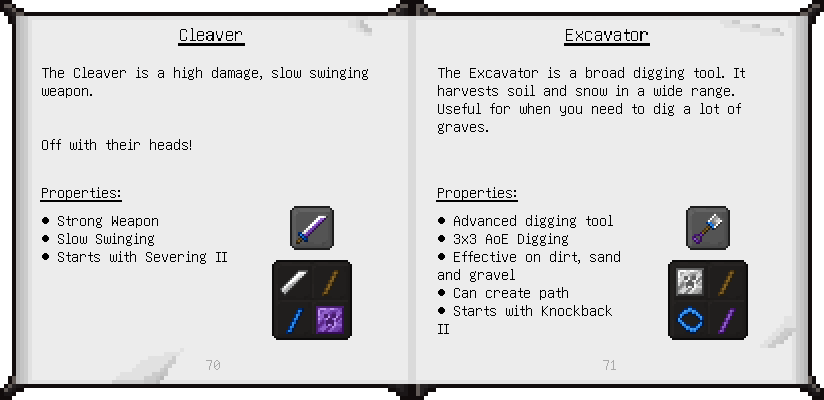 Cleaver
The Cleaver is a high damage, slow swinging
weapon.
Off with their heads!
Properties:
• Strong Weapon
• Slow Swinging
• Starts with Severing II
70
Excavator
The Excavator is a broad digging tool. It
harvests soil and snow in a wide range.
Useful for when you need to dig a lot of
graves.
Properties:
• Advanced digging tool
• 3x3 AoE Digging
• Effective on dirt, sand
and gravel
• Can create path
• Starts with Knockback
II
71